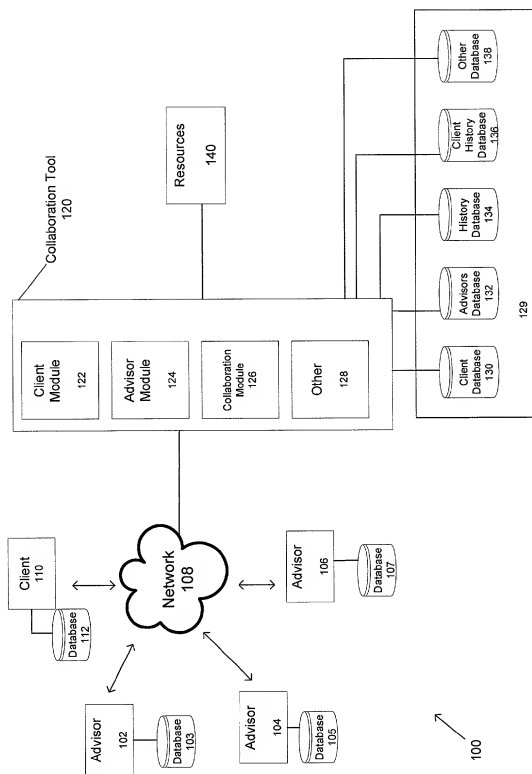 Collaboration Tool
120
Client
Module
122
Advisor
Module
124
Collaboration
Module
126
Other
128
Resources
140
Client
110
Database
112
Network
108
Advisor
102
Database
103
Advisor
104
Database
105
Advisor
106
Database
107
Client
Database
130
Advisors
Database
132
History
Database
134
Client
History
Database
136
Other
Database
138
129
100